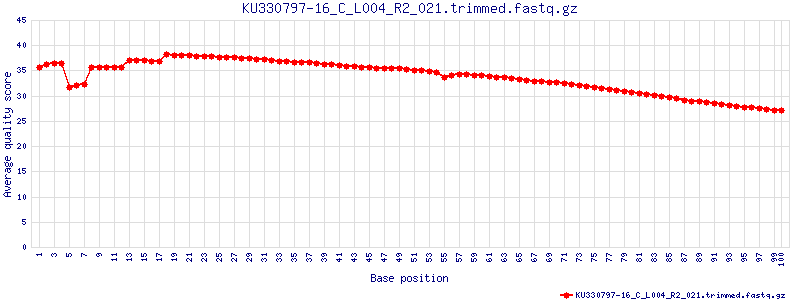 KU330797-16_C_L004_R2_021.trimmed.fastq.gz
45
40
35
30
25
20
15
10
5
0
Average quality score
1 3 5 7 9 11 13 15 17 19 21 23 25 27 29 31 33 35 37 39 41 43 45 47 49 51 53 55 57 59 61 63 65 67 69 71 73 75 77 79 81 83 85 87 89 91 93 95 97 99 100
Base position
KU330797-16_C_L004_R2_021.trimmed.fastq.gz